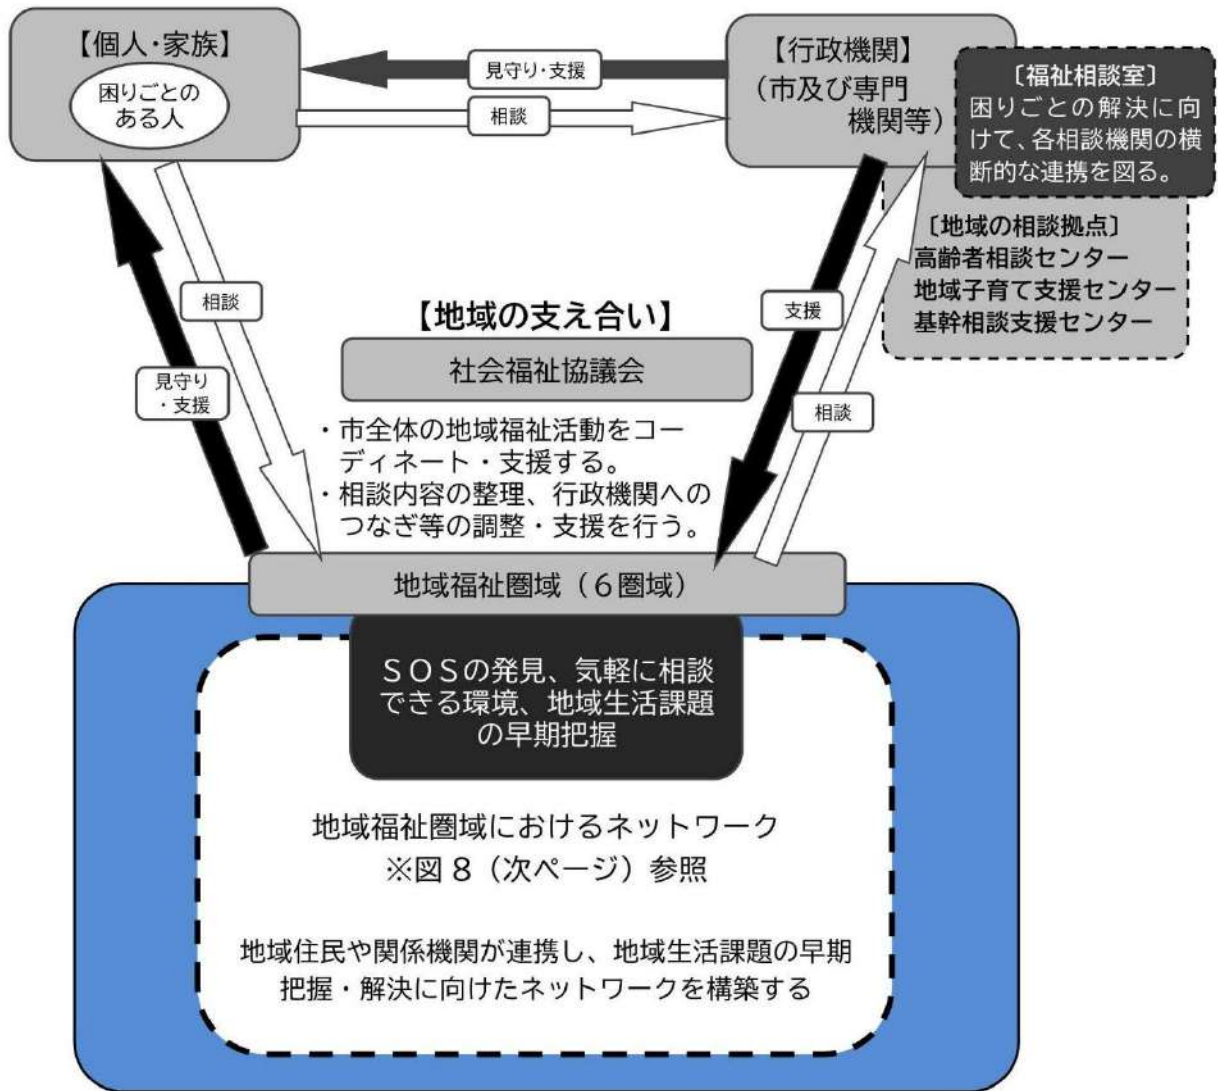 【個人・家族】
困りごとの
ある人
見守り・支援
相談
【行政機関】
(市及び専門
機関等)
〔福祉相談室〕
困りごとの解決に向
けて、各相談機関の横
断的な連携を図る。
〔地域の相談拠点〕
高齢者相談センター
地域子育て支援センター
基幹相談支援センター
相談
見守り
・支援
支援
相談
【地域の支え合い】
社会福祉協議会
・市全体の地域福祉活動をコー
ディネート・支援する。
・相談内容の整理、行政機関への
つなぎ等の調整・支援を行う。
地域福祉圏域(6圏域)
SOSの発見、気軽に相談
できる環境、地域生活課題
の早期把握
地域福祉圏域におけるネットワーク
※図8(次ページ)参照
地域住民や関係機関が連携し、地域生活課題の早期
把握・解決に向けたネットワークを構築する